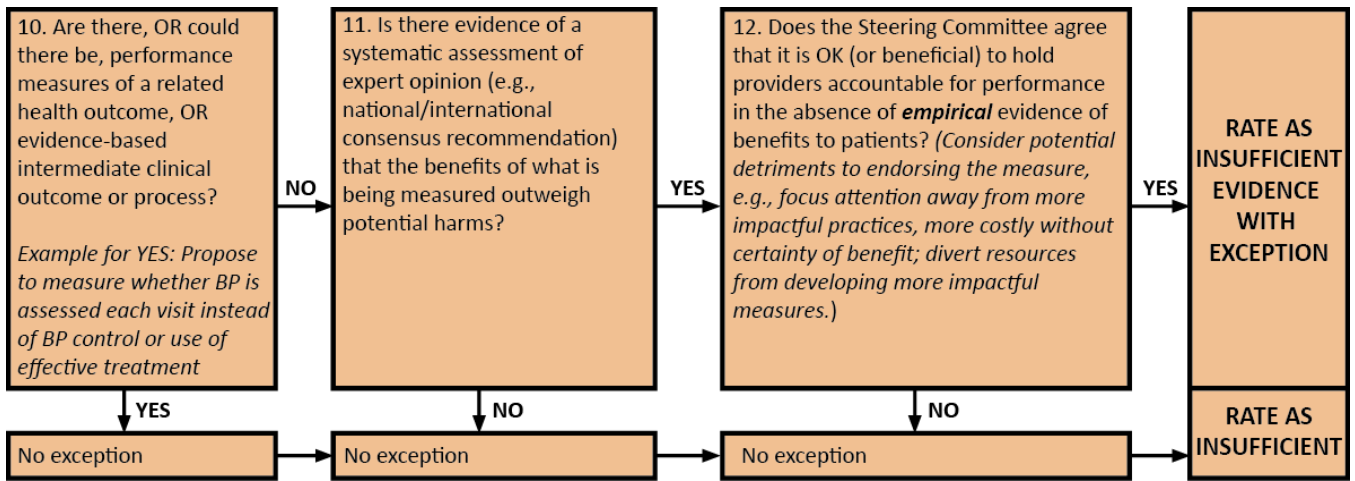 10. Are there, OR could
there be, performance
measures of a related
health outcome, OR
evidence-based
intermediate clinical
outcome or process?
Example for YES: Propose
to measure whether BP is
assessed each visit instead
of BP control or use of
effective treatment
NO
11. Is there evidence of a
systematic assessment of
expert opinion (e.g.,
national/international
consensus recommendation)
that the benefits of what is
being measured outweigh
potential harms?
YES
12. Does the Steering Committee agree
that it is OK (or beneficial) to hold
providers accountable for performance
in the absence of empirical evidence of
benefits to patients? (Consider potential
detriments to endorsing the measure,
e.g., focus attention away from more
impactful practices, more costly without
certainty of benefit; divert resources
from developing more impactful
measures.)
YES
RATE AS
INSUFFICIENT
EVIDENCE
WITH
EXCEPTION
YES
NO
NO
No exception
No exception
No exception
RATE AS
INSUFFICIENT